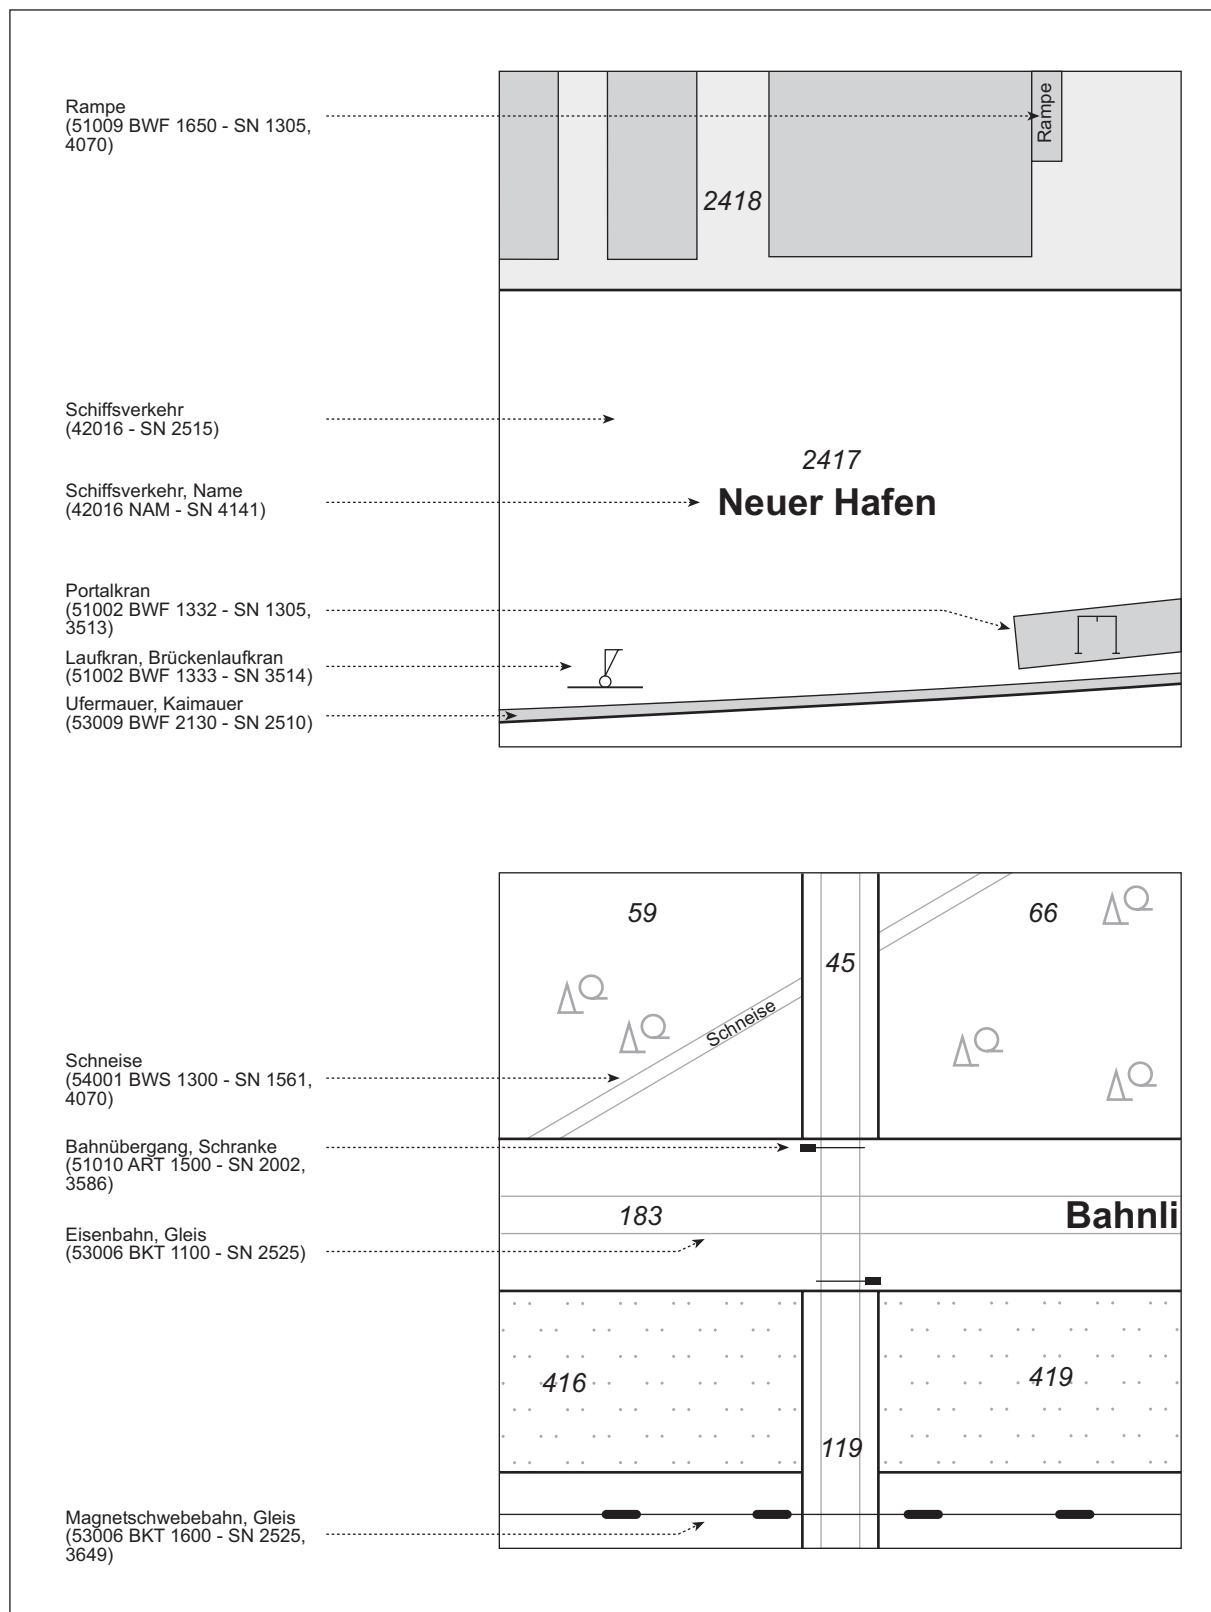 Rampe
(51009 BWF 1650 - SN 1305,
4070)
Rampe
2418
Schiffsverkehr
(42016 - SN 2515)
2417
Schiffsverkehr, Name
(42016 NAM - SN 4141)
Neuer Hafen
Portalkran
(51002 BWF 1332 - SN 1305,
3513)
Laufkran, Brückenlaufkran
(51002 BWF 1333 - SN 3514)
Ufermauer, Kaimauer
(53009 BWF 2130 - SN 2510)
59
66
45
Schneise
Schneise
(54001 BWS 1300 - SN 1561,
4070)
Bahnübergang, Schranke
(51010 ART 1500 - SN 2002,
3586)
183
Bahnli
Eisenbahn, Gleis
(53006 BKT 1100 - SN 2525)
416
419
119
Magnetschwebebahn, Gleis
(53006 BKT 1600 - SN 2525,
3649)